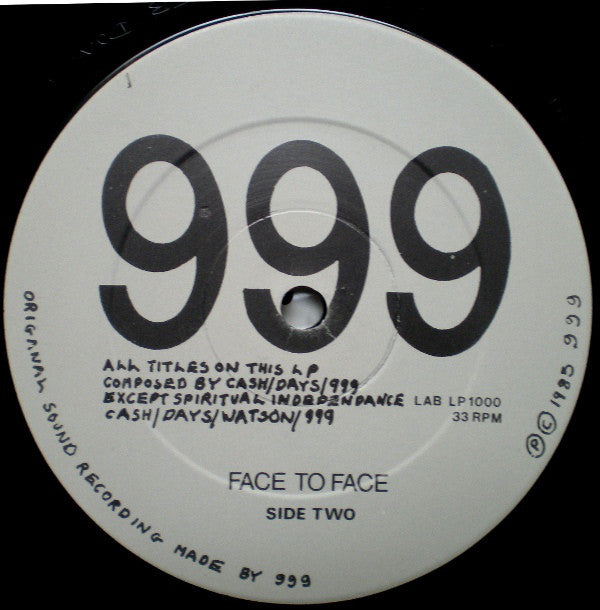 999
ALL TITLES ON THIS LP
COMPOSED BY CASH/DAYS/999
EXCEPT SPIRITUAL INDEPENDANCE
CASH/DAYS/WATSON/999
LAB LP1000
33 RPM
FACE TO FACE
SIDE TWO
ORIGINAL SOUND RECORDING MADE BY 999
Ⓟ © 1985 999